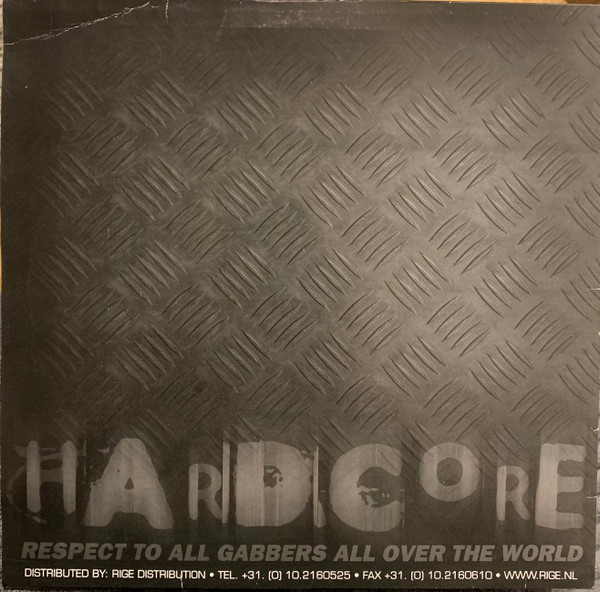 HARDCORE
RESPECT TO ALL GABBERS ALL OVER THE WORLD
DISTRIBUTED BY: RIGE DISTRIBUTION • TEL. +31. (0) 10.2160525 • FAX +31. (0) 10.2160610 • WWW.RIGE.NL